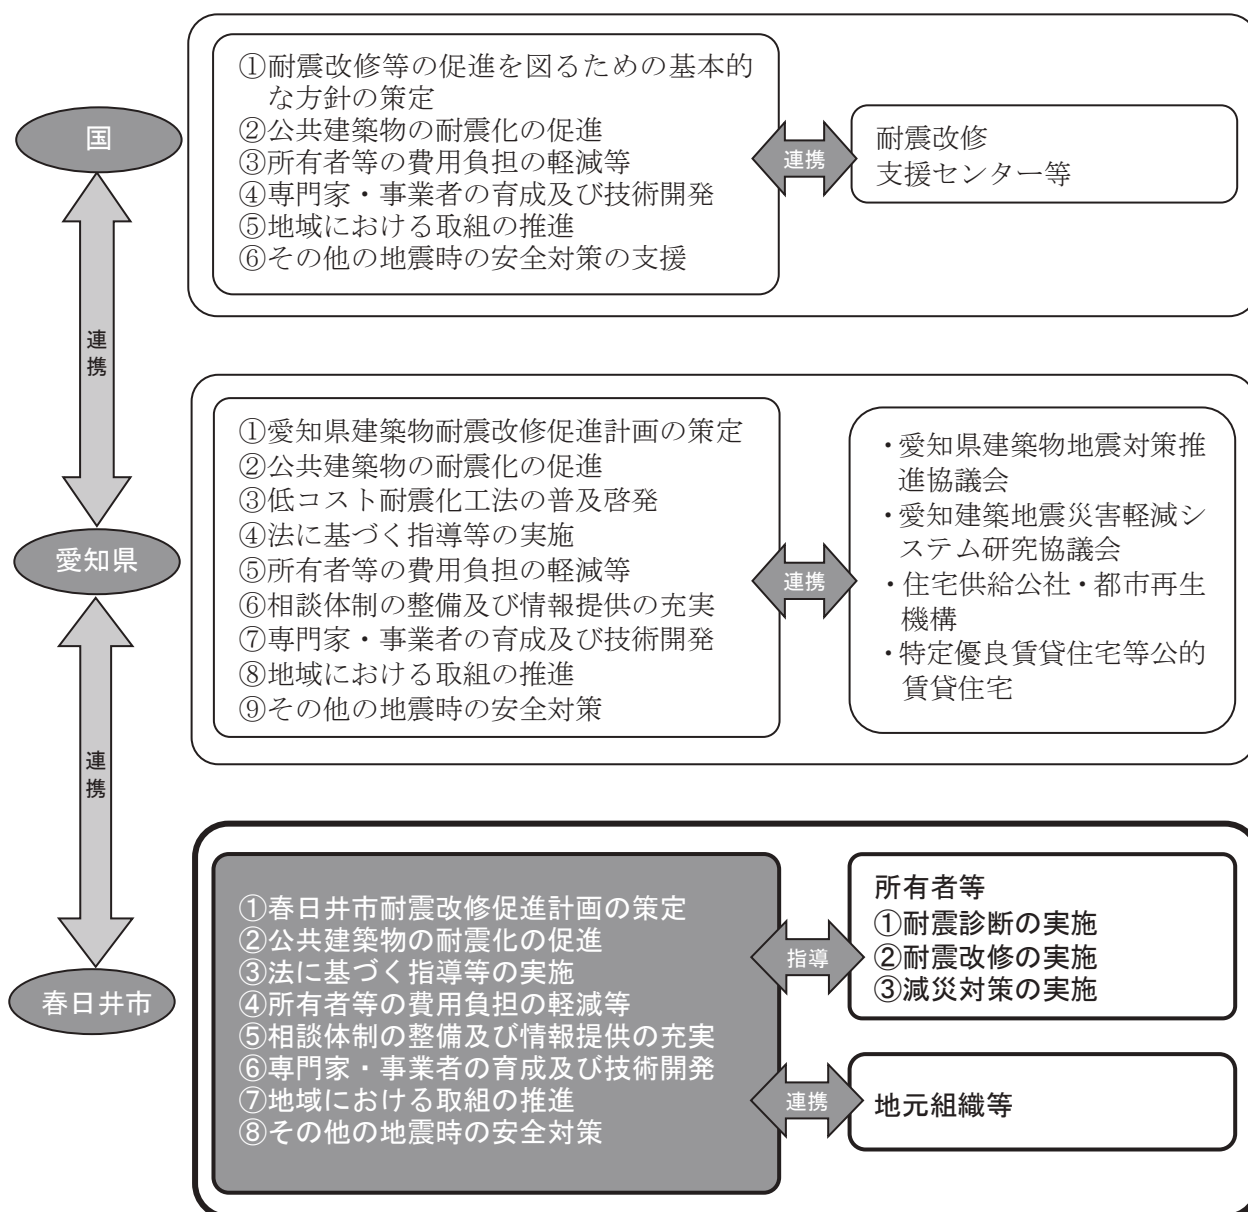 国
①耐震改修等の促進を図るための基本的
な方針の策定
②公共建築物の耐震化の促進
③所有者等の費用負担の軽減等
④専門家・事業者の育成及び技術開発
⑤地域における取組の推進
⑥その他の地震時の安全対策の支援
連携
耐震改修
支援センター等
連携
愛知県
①愛知県建築物耐震改修促進計画の策定
②公共建築物の耐震化の促進
③低コスト耐震化工法の普及啓発
④法に基づく指導等の実施
⑤所有者等の費用負担の軽減等
⑥相談体制の整備及び情報提供の充実
⑦専門家・事業者の育成及び技術開発
⑧地域における取組の推進
⑨その他の地震時の安全対策
連携
・愛知県建築物地震対策推
進協議会
・愛知建築地震災害軽減シ
ステム研究協議会
・住宅供給公社・都市再生
機構
・特定優良賃貸住宅等公的
賃貸住宅
連携
春日井市
①春日井市耐震改修促進計画の策定
②公共建築物の耐震化の促進
③法に基づく指導等の実施
④所有者等の費用負担の軽減等
⑤相談体制の整備及び情報提供の充実
⑥専門家・事業者の育成及び技術開発
⑦地域における取組の推進
⑧その他の地震時の安全対策
指導
所有者等
①耐震診断の実施
②耐震改修の実施
③減災対策の実施
連携
地元組織等